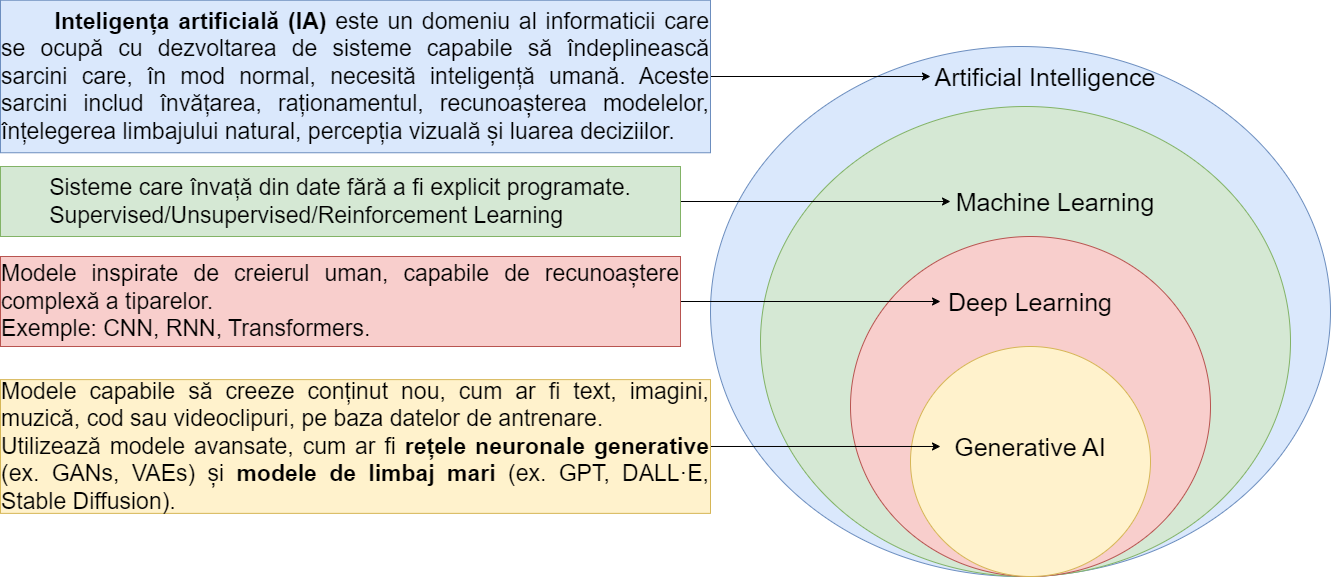 Inteligența artificială (IA) este un domeniu al informaticii care
se ocupă cu dezvoltarea de sisteme capabile să îndeplinească
sarcini care, în mod normal, necesită inteligență umană. Aceste
sarcini includ învățarea, raționamentul, recunoașterea modelelor,
înțelegerea limbajului natural, percepția vizuală și luarea deciziilor.
Artificial Intelligence
Sisteme care învață din date fără a fi explicit programate.
Supervised/Unsupervised/Reinforcement Learning
Machine Learning
Modele inspirate de creierul uman, capabile de recunoaștere
complexă a tiparelor.
Exemple: CNN, RNN, Transformers.
Deep Learning
Modele capabile să creeze conținut nou, cum ar fi text, imagini,
muzică, cod sau videoclipuri, pe baza datelor de antrenare.
Utilizează modele avansate, cum ar fi rețele neuronale generative
(ex. GANs, VAEs) și modele de limbaj mari (ex. GPT, DALL·E,
Stable Diffusion).
Generative AI